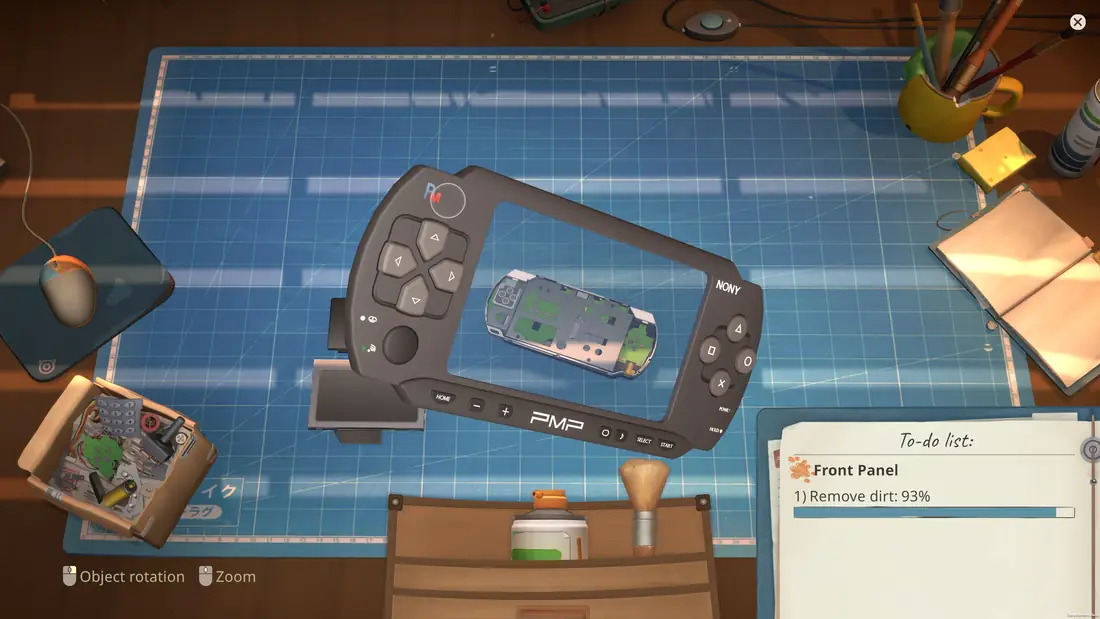 PM
NONY
HOME
PMP
SELECT
START
HOLD
イク
ラグ
To-do list:
Front Panel
1) Remove dirt: 93%
Object rotation
Zoom